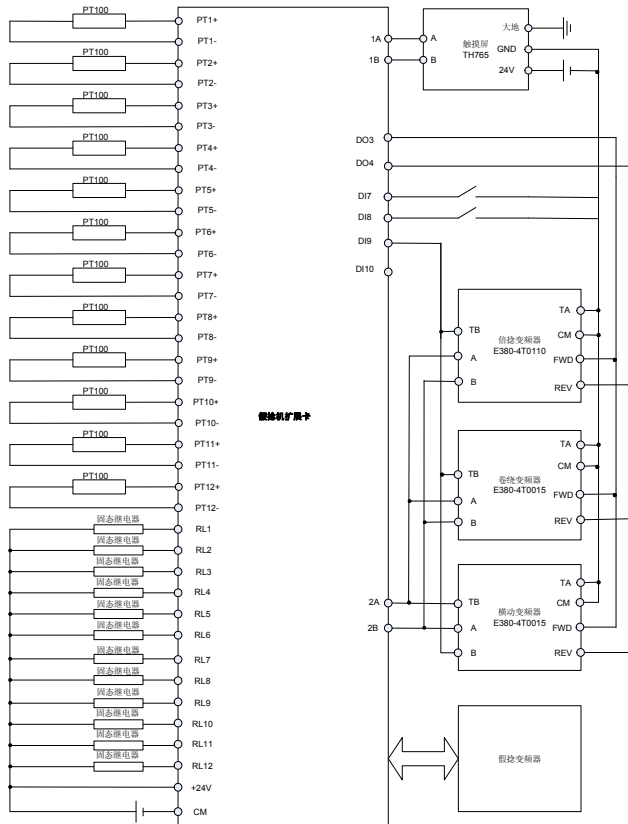 PT100
PT1+
PT1-
PT100
PT2+
PT2-
PT100
PT3+
PT3-
PT100
PT4+
PT4-
PT100
PT5+
PT5-
PT100
PT6+
PT6-
PT100
PT7+
PT7-
PT100
PT8+
PT8-
PT100
PT9+
PT9-
PT100
PT10+
PT10-
PT100
PT11+
PT11-
PT100
PT12+
PT12-
固态继电器
RL1
固态继电器
RL2
固态继电器
RL3
固态继电器
RL4
固态继电器
RL5
固态继电器
RL6
固态继电器
RL7
固态继电器
RL8
固态继电器
RL9
固态继电器
RL10
固态继电器
RL11
固态继电器
RL12
+24V
CM
假捻机扩展卡
1A
1B
DO3
DO4
DI7
DI8
DI9
DI10
2A
2B
A
B
触摸屏
TH765
大地
GND
24V
TB
A
B
倍捻变频器
E380-4T0110
TA
CM
FWD
REV
TB
A
B
卷绕变频器
E380-4T0015
TA
CM
FWD
REV
TB
A
B
横动变频器
E380-4T0015
TA
CM
FWD
REV
假捻变频器